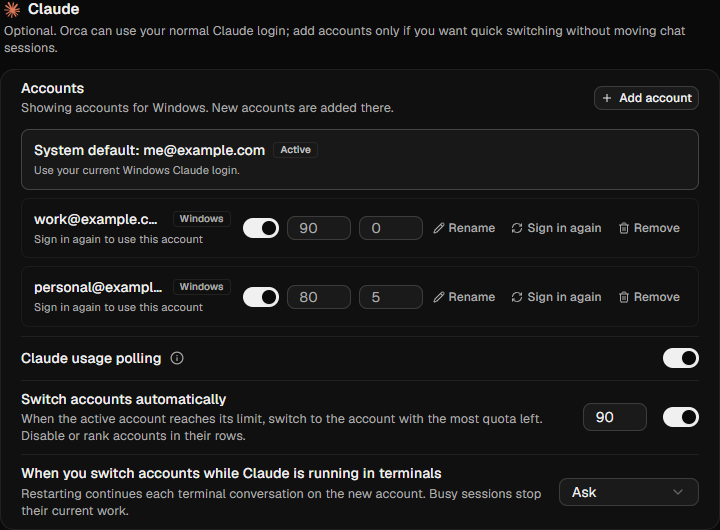 Claude
Optional. Orca can use your normal Claude login; add accounts only if you want quick switching without moving chat
sessions.
Accounts
Showing accounts for Windows. New accounts are added there.
+ Add account
System default: me@example.com Active
Use your current Windows Claude login.
work@example.c... Windows
Sign in again to use this account
90 0 Rename Sign in again Remove
personal@exampl... Windows
Sign in again to use this account
80 5 Rename Sign in again Remove
Claude usage polling
Switch accounts automatically
When the active account reaches its limit, switch to the account with the most quota left.
Disable or rank accounts in their rows.
90
When you switch accounts while Claude is running in terminals
Restarting continues each terminal conversation on the new account. Busy sessions stop
their current work.
Ask